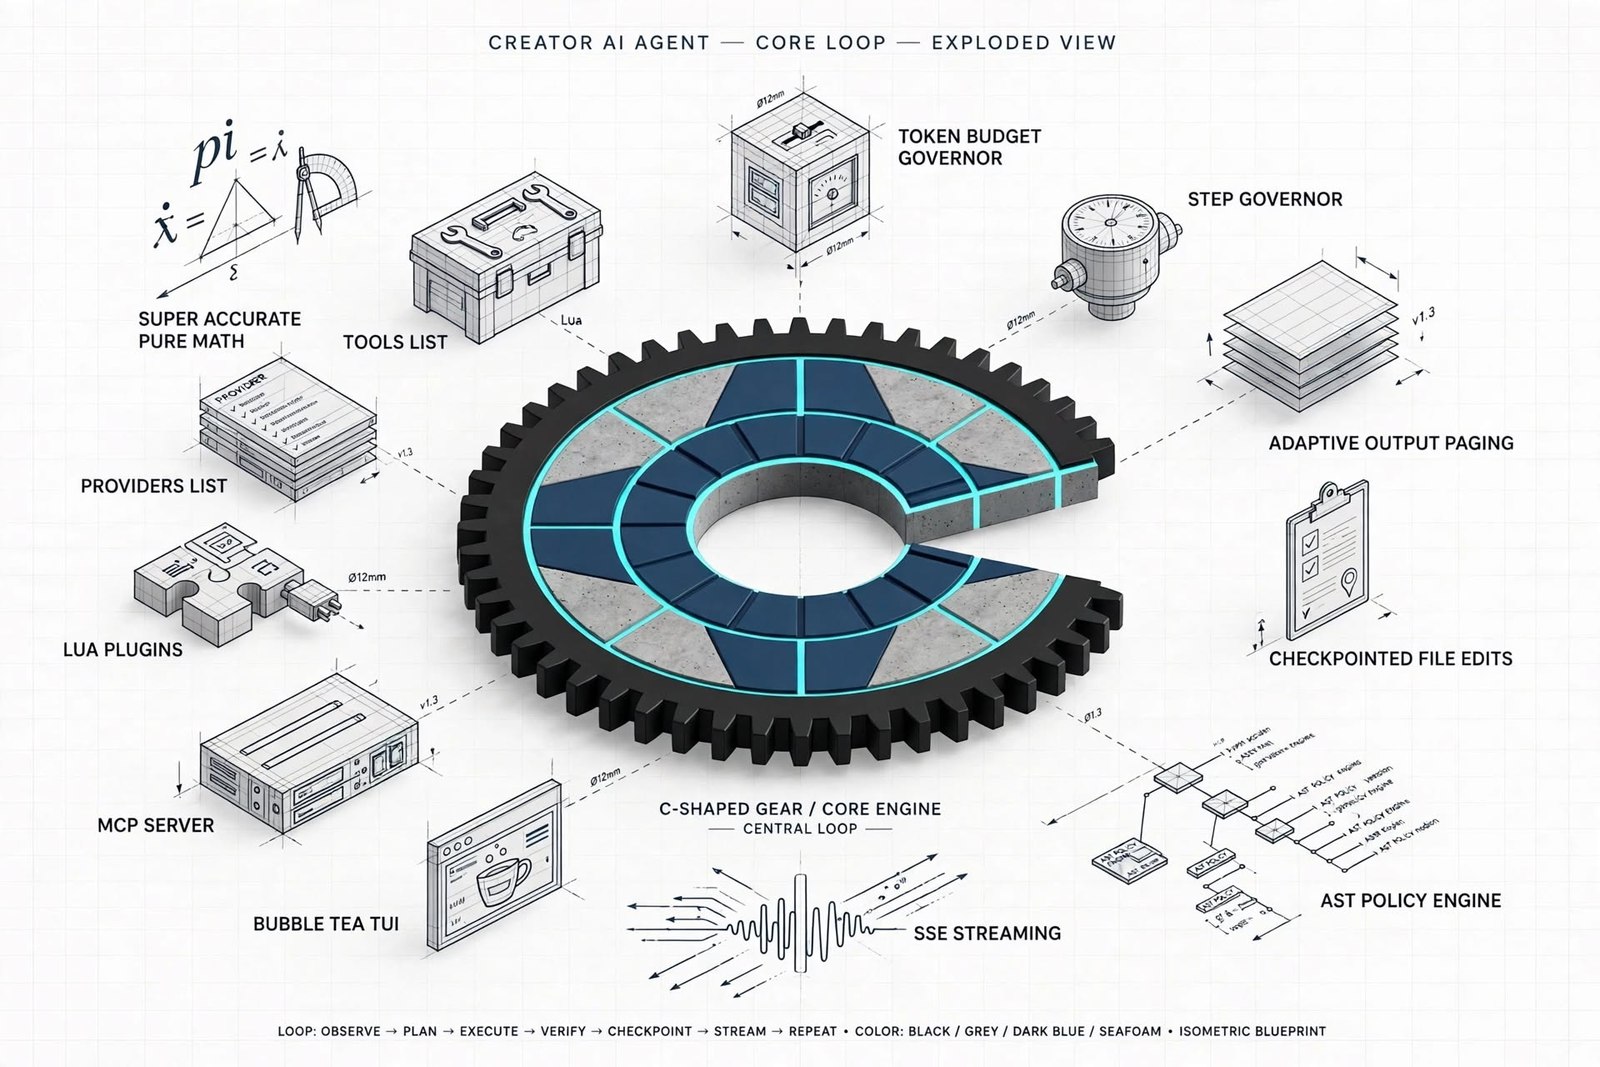 CREATOR AI AGENT — CORE LOOP — EXPLODED VIEW
Ø12mm
TOKEN BUDGET
GOVERNOR
Ø12mm
pi = i
ẋ =
SUPER ACCURATE
PURE MATH
TOOLS LIST
Lua
STEP GOVERNOR
Ø12mm
v1.3
ADAPTIVE OUTPUT PAGING
PROVIDER
v1.3
PROVIDERS LIST
Ø12mm
LUA PLUGINS
CHECKPOINTED FILE EDITS
v1.3
MCP SERVER
Ø12mm
BUBBLE TEA TUI
C-SHAPED GEAR / CORE ENGINE
— CENTRAL LOOP —
SSE STREAMING
Ø1.3
AST POLICY ENGINE
AST POLICY
AST POLICY ENGINE
AST POLICY
AST POLICY
AST POLICY
AST POLICY ENGINE
LOOP: OBSERVE → PLAN → EXECUTE → VERIFY → CHECKPOINT → STREAM → REPEAT • COLOR: BLACK / GREY / DARK BLUE / SEAFOAM • ISOMETRIC BLUEPRINT